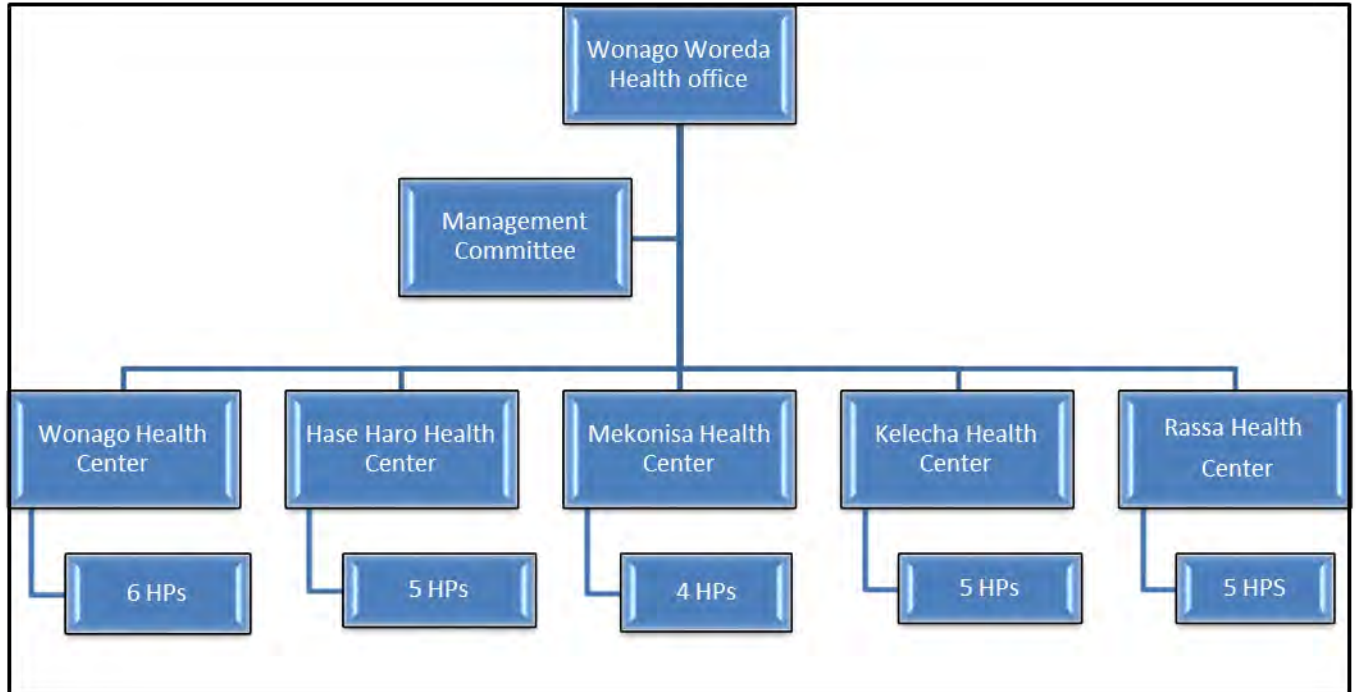 Wonago Woreda
Health office
Management
Committee
Wonago Health
Center
Hase Haro Health
Center
Mekonisa Health
Center
Kelecha Health
Center
Rassa Health
Center
6 HPs
5 HPs
4 HPs
5 HPs
5 HPS